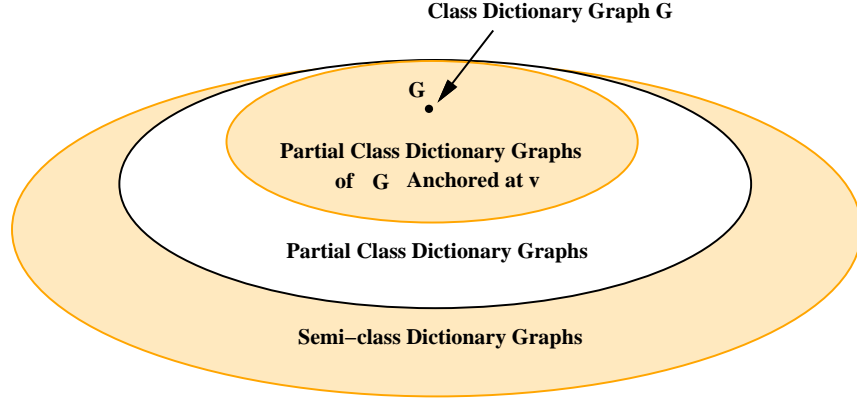 Class Dictionary Graph G
G
Partial Class Dictionary Graphs
of G Anchored at v
Partial Class Dictionary Graphs
Semi−class Dictionary Graphs